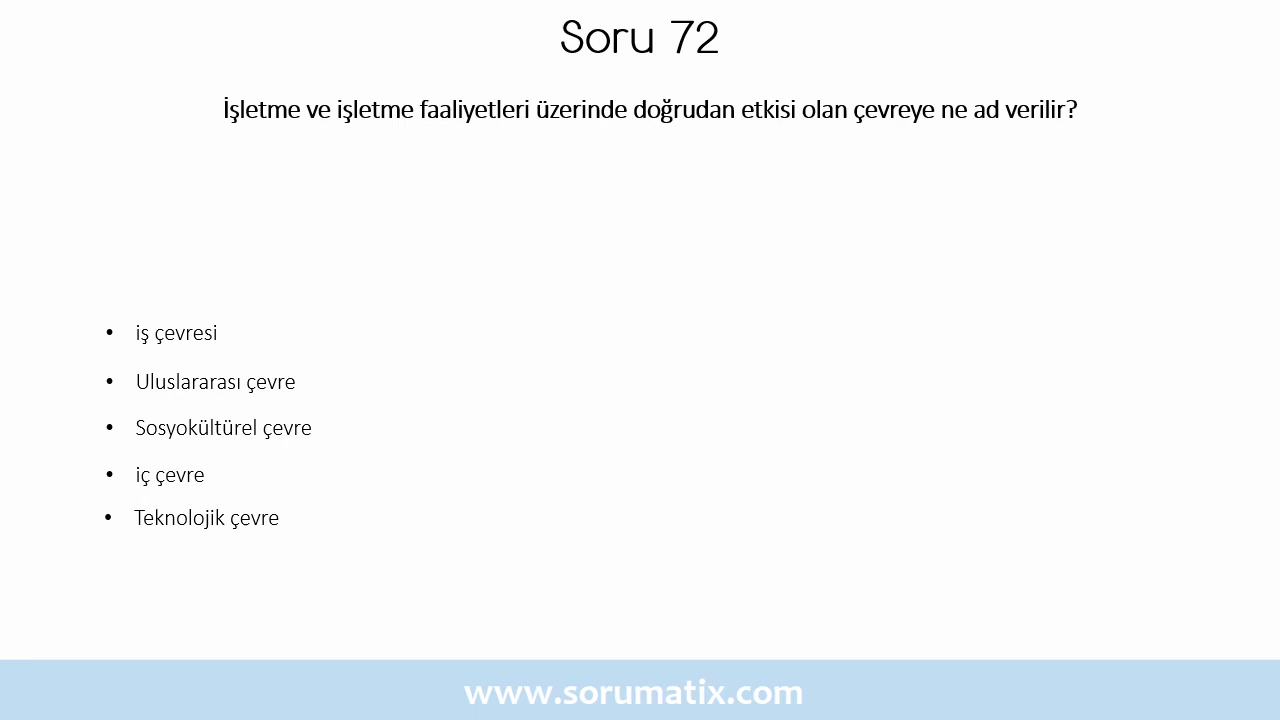 Soru 72
İşletme ve işletme faaliyetleri üzerinde doğrudan etkisi olan çevreye ne ad verilir?
• iş çevresi
• Uluslararası çevre
• Sosyokültürel çevre
• iç çevre
• Teknolojik çevre
www.sorumatix.com